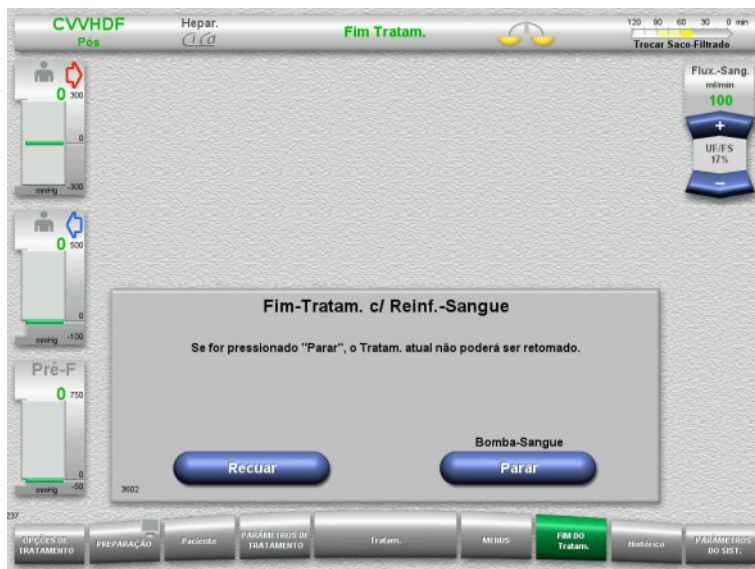 CVVHDF
Pós
Hepar.
Fim Tratam.
120 90 60 30 0 min
Trocar Saco-Filtrado
0
300
0
-300
mmHg
0
500
0
-100
mmHg
Pré-F
0
750
0
-50
mmHg
Flux.-Sang.
ml/min
100
+
UF/FS
17%
−
Fim-Tratam. c/ Reinf.-Sangue
Se for pressionado "Parar", o Tratam. atual não poderá ser retomado.
Bomba-Sangue
Recuar
Parar
3602
237
OPÇÕES DE TRATAMENTO
PREPARAÇÃO
Paciente
PARÂMETROS DE TRATAMENTO
Tratam.
MENUS
FIM DO Tratam.
Histórico
PARÂMETROS DO SIST.